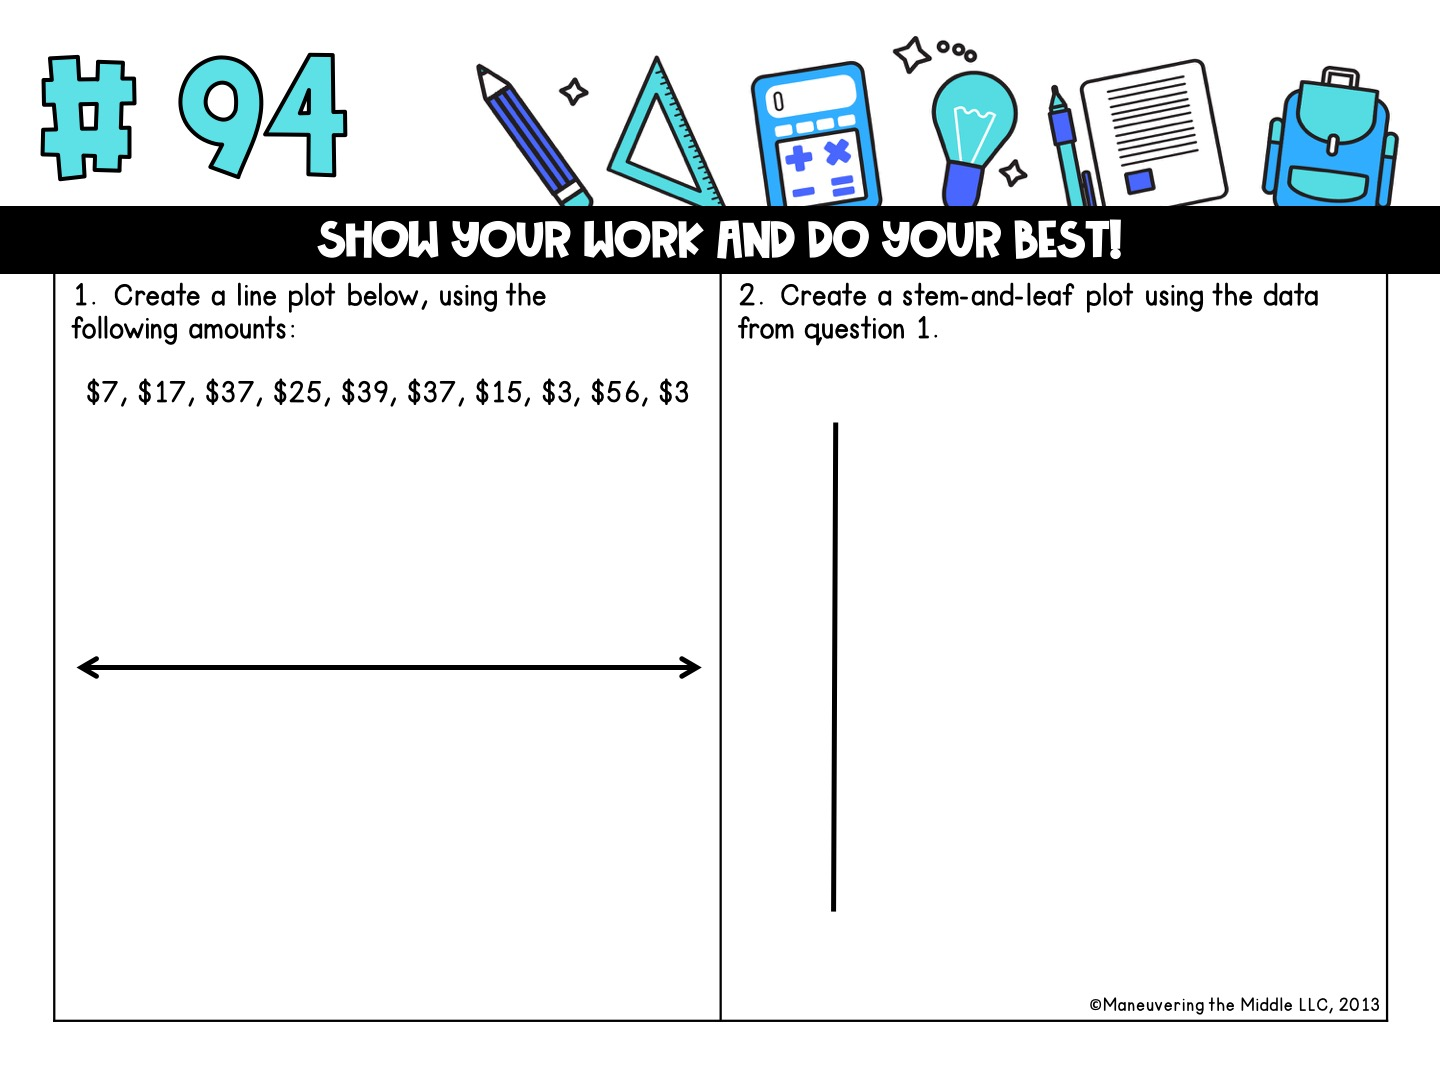 # 94
0
SHOW YOUR WORK AND DO YOUR BEST!
1. Create a line plot below, using the
following amounts:
$7, $17, $37, $25, $39, $37, $15, $3, $56, $3
2. Create a stem-and-leaf plot using the data
from question 1.
©Maneuvering the Middle LLC, 2013